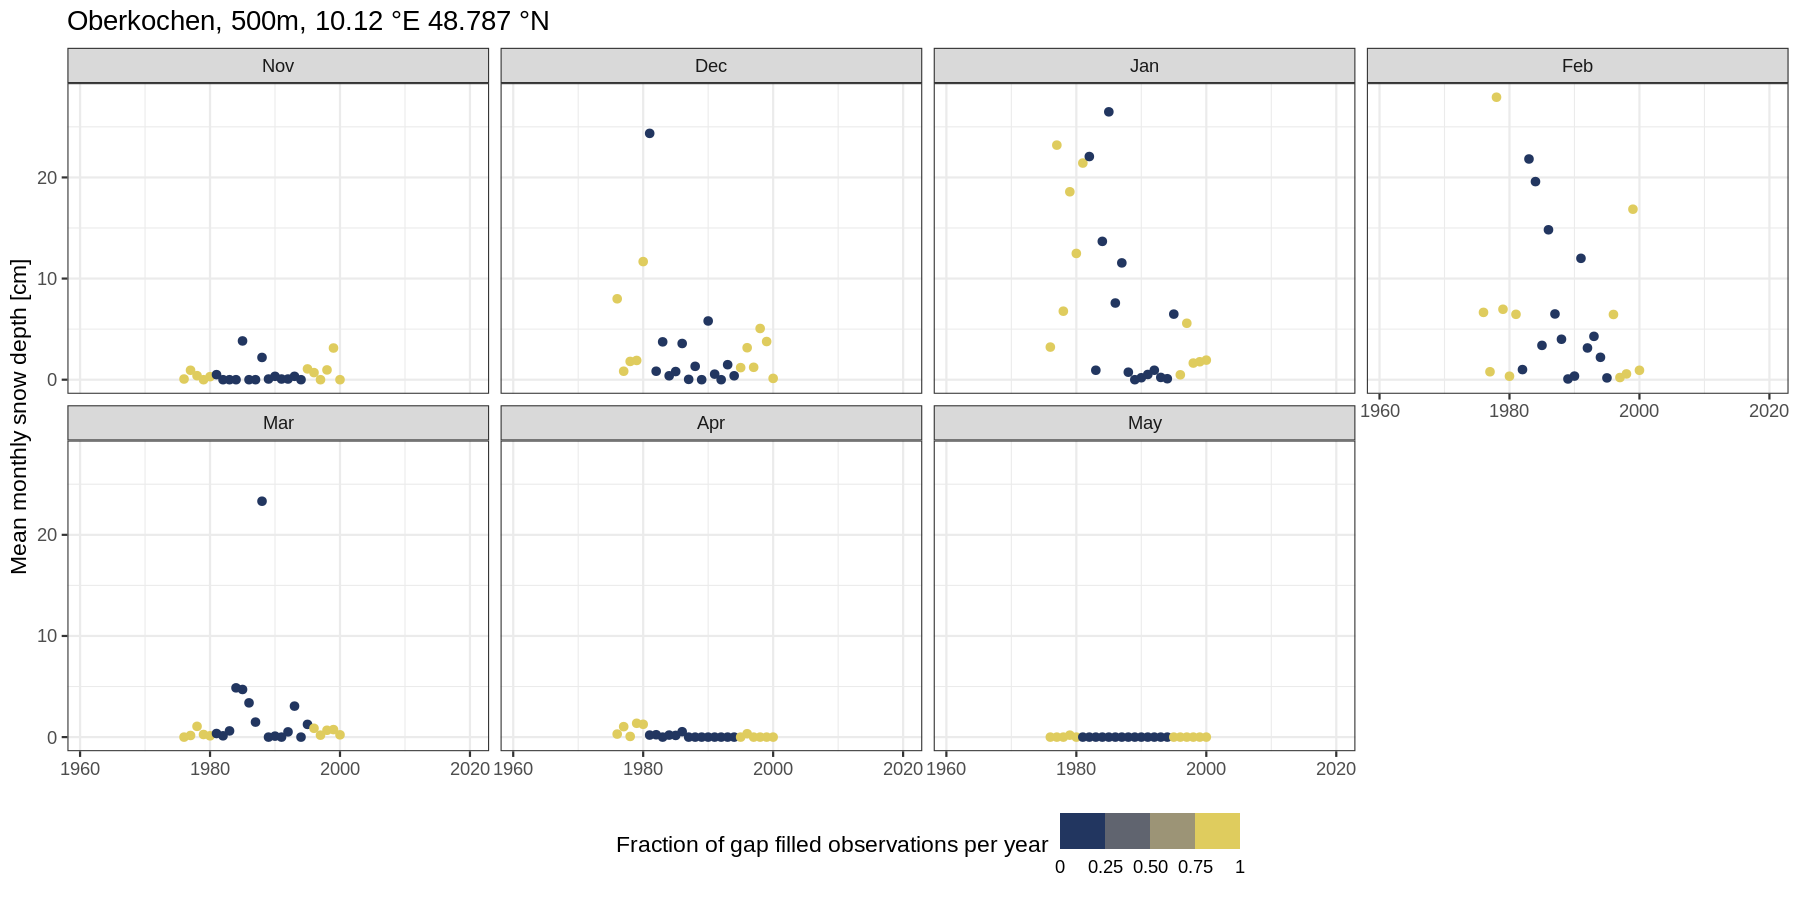 Oberkochen, 500m, 10.12 °E 48.787 °N
Nov
Dec
Jan
Feb
Mean monthly snow depth [cm]
20
10
0
1960 1980 2000 2020
Mar
Apr
May
20
10
0
1960 1980 2000 2020 1960 1980 2000 2020 1960 1980 2000 2020
Fraction of gap filled observations per year
0 0.25 0.50 0.75 1